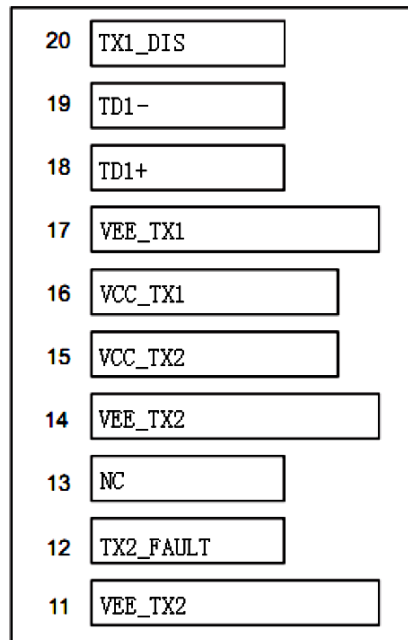 20 TX1_DIS
19 TD1-
18 TD1+
17 VEE_TX1
16 VCC_TX1
15 VCC_TX2
14 VEE_TX2
13 NC
12 TX2_FAULT
11 VEE_TX2